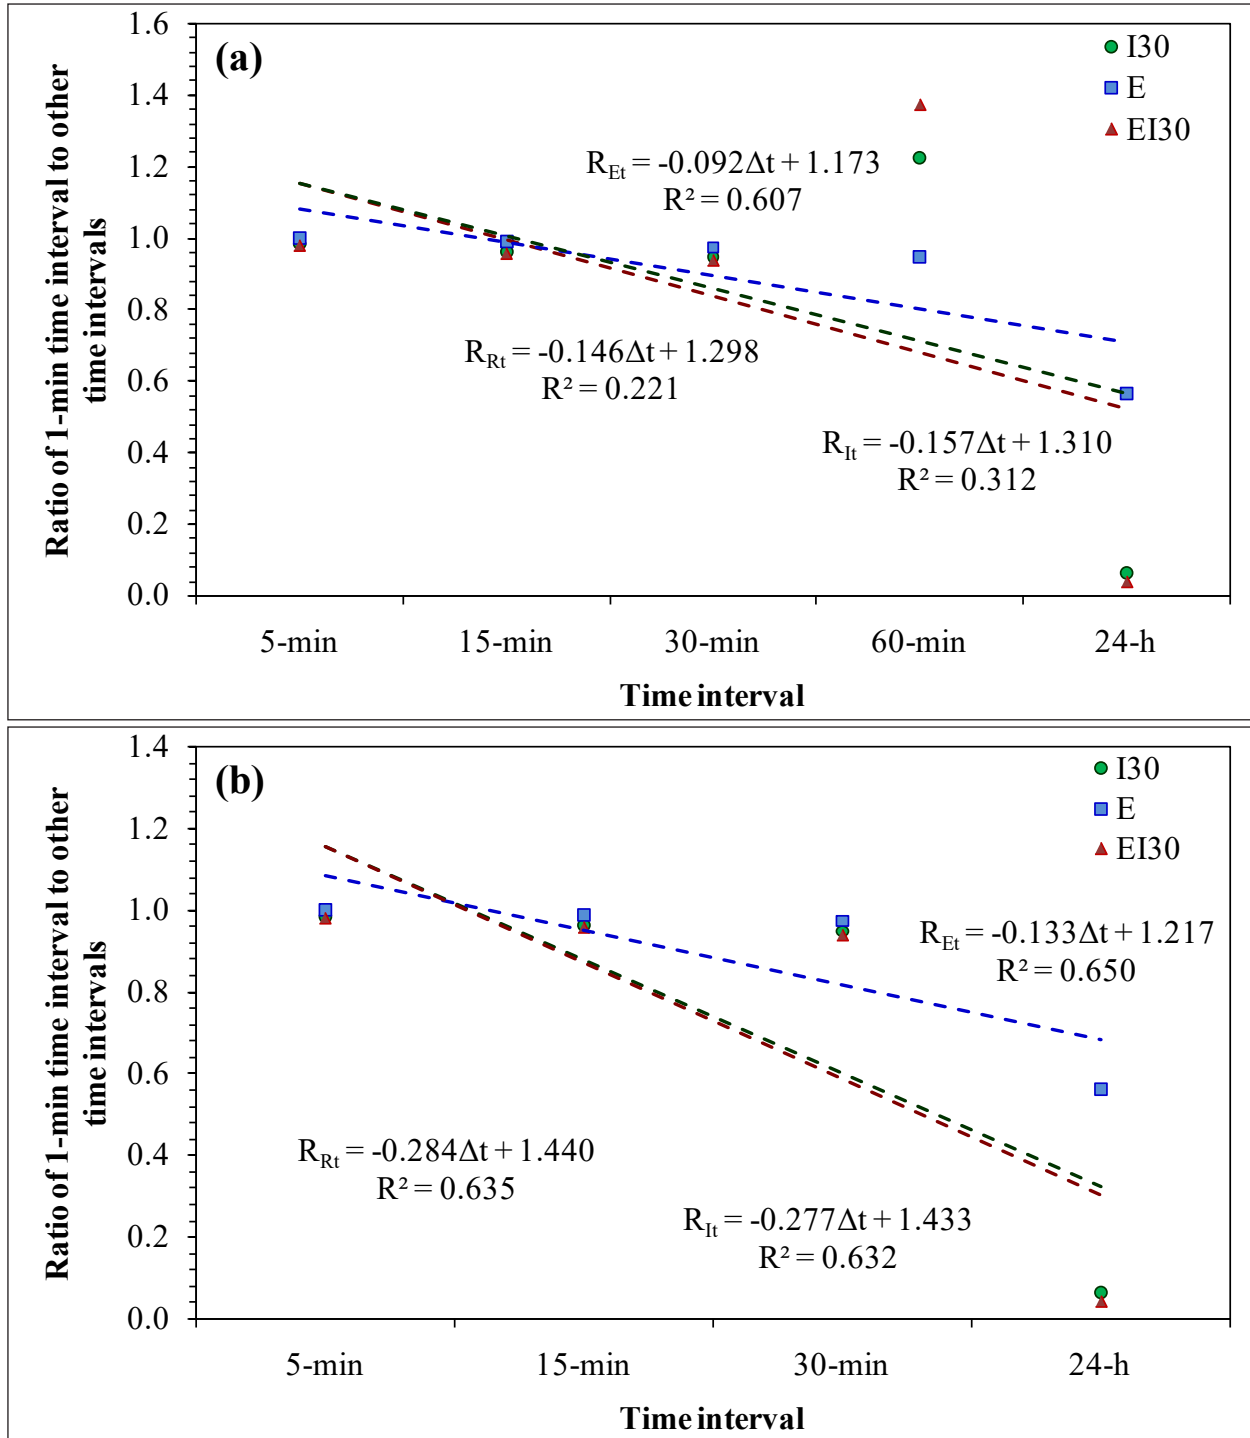 (a)
I30
E
EI30
1.6
1.4
1.2
1.0
0.8
0.6
0.4
0.2
0.0
Ratio of 1-min time interval to other
time intervals
R_Et = -0.092Δt + 1.173
R² = 0.607
R_Rt = -0.146Δt + 1.298
R² = 0.221
R_It = -0.157Δt + 1.310
R² = 0.312
5-min 15-min 30-min 60-min 24-h
Time interval
(b)
I30
E
EI30
1.4
1.2
1.0
0.8
0.6
0.4
0.2
0.0
Ratio of 1-min time interval to other
time intervals
R_Et = -0.133Δt + 1.217
R² = 0.650
R_Rt = -0.284Δt + 1.440
R² = 0.635
R_It = -0.277Δt + 1.433
R² = 0.632
5-min 15-min 30-min 24-h
Time interval